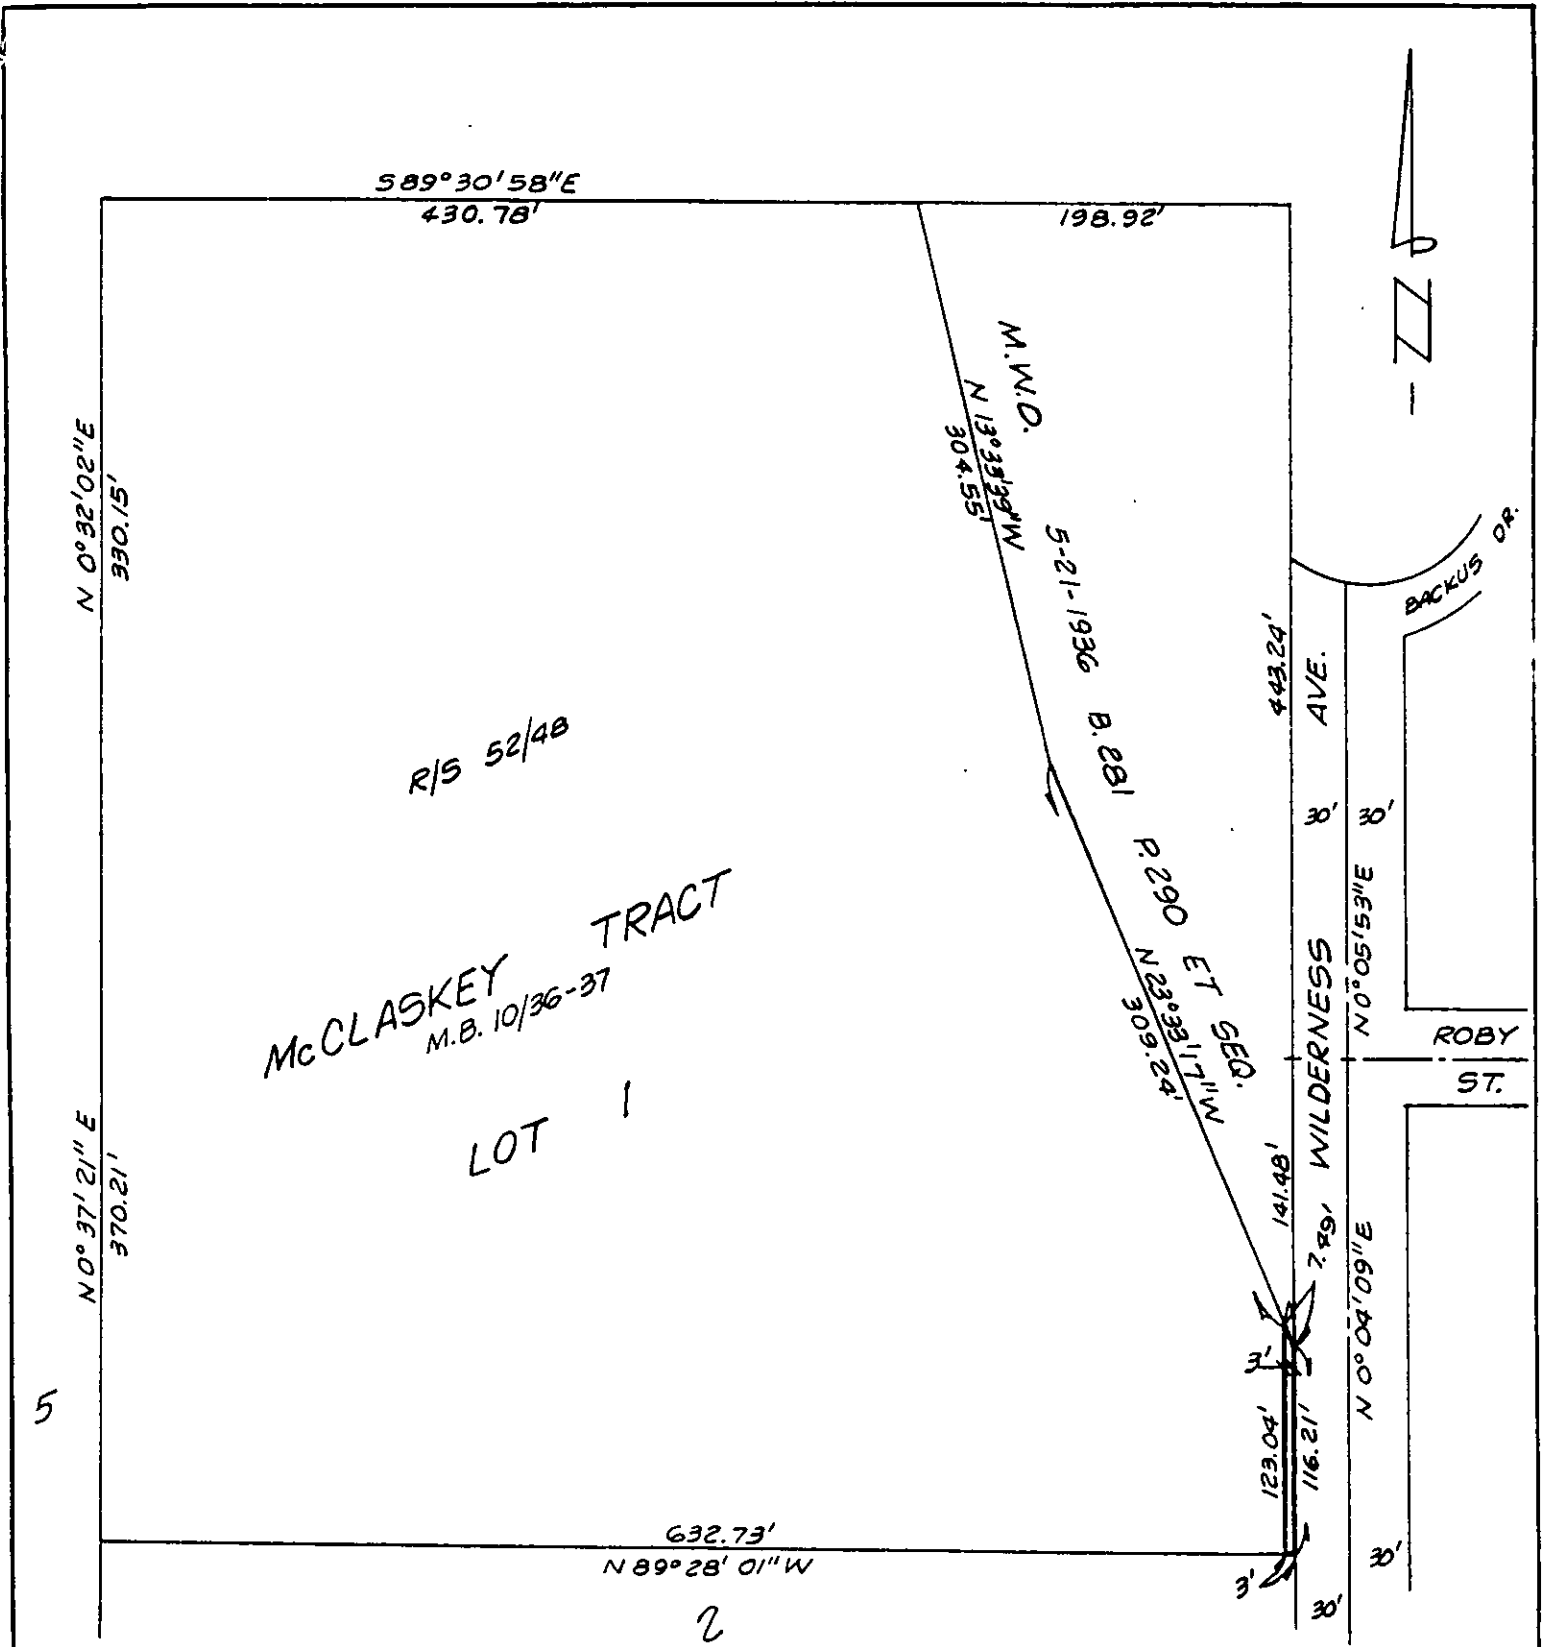 S89°30'58"E
430.78'
198.92'
N
M.W.O.
5-21-1936 B.281 P.290 ET SEQ.
N 13°33'39"W
304.55'
N 0°32'02"E
330.15'
BACKUS DR.
443.24'
WILDERNESS AVE.
30'
30'
R/S 52/48
McCLASKEY TRACT
M.B. 10/36-37
LOT 1
N 23°33'17"W
309.24'
N 0°05'53"E
ROBY
ST.
141.48'
N 0°37'21"E
370.21'
N 0°04'09"E
3'
5
123.04'
116.21'
632.73'
N 89°28'01"W
3'
30'
30'
2